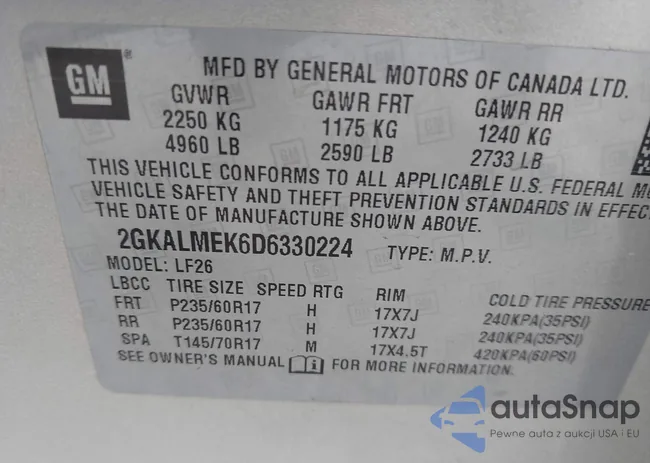 GM
®
MFD BY GENERAL MOTORS OF CANADA LTD.
GVWR GAWR FRT GAWR RR
2250 KG 1175 KG 1240 KG
4960 LB 2590 LB 2733 LB
THIS VEHICLE CONFORMS TO ALL APPLICABLE U.S. FEDERAL
VEHICLE SAFETY AND THEFT PREVENTION STANDARDS IN
THE DATE OF MANUFACTURE SHOWN ABOVE.
2GKALMEK6D6330224 TYPE: M.P.V.
MODEL: LF26
LBCC TIRE SIZE SPEED RTG RIM COLD TIRE PRESSURE
FRT P235/60R17 H 17X7J 240KPA(35PSI)
RR P235/60R17 H 17X7J 240KPA(35PSI)
SPA T145/70R17 M 17X4.5T 420KPA(60PSI)
SEE OWNER'S MANUAL i FOR MORE INFORMATION.
autaSnap
Pewne auta z aukcji USA i EU